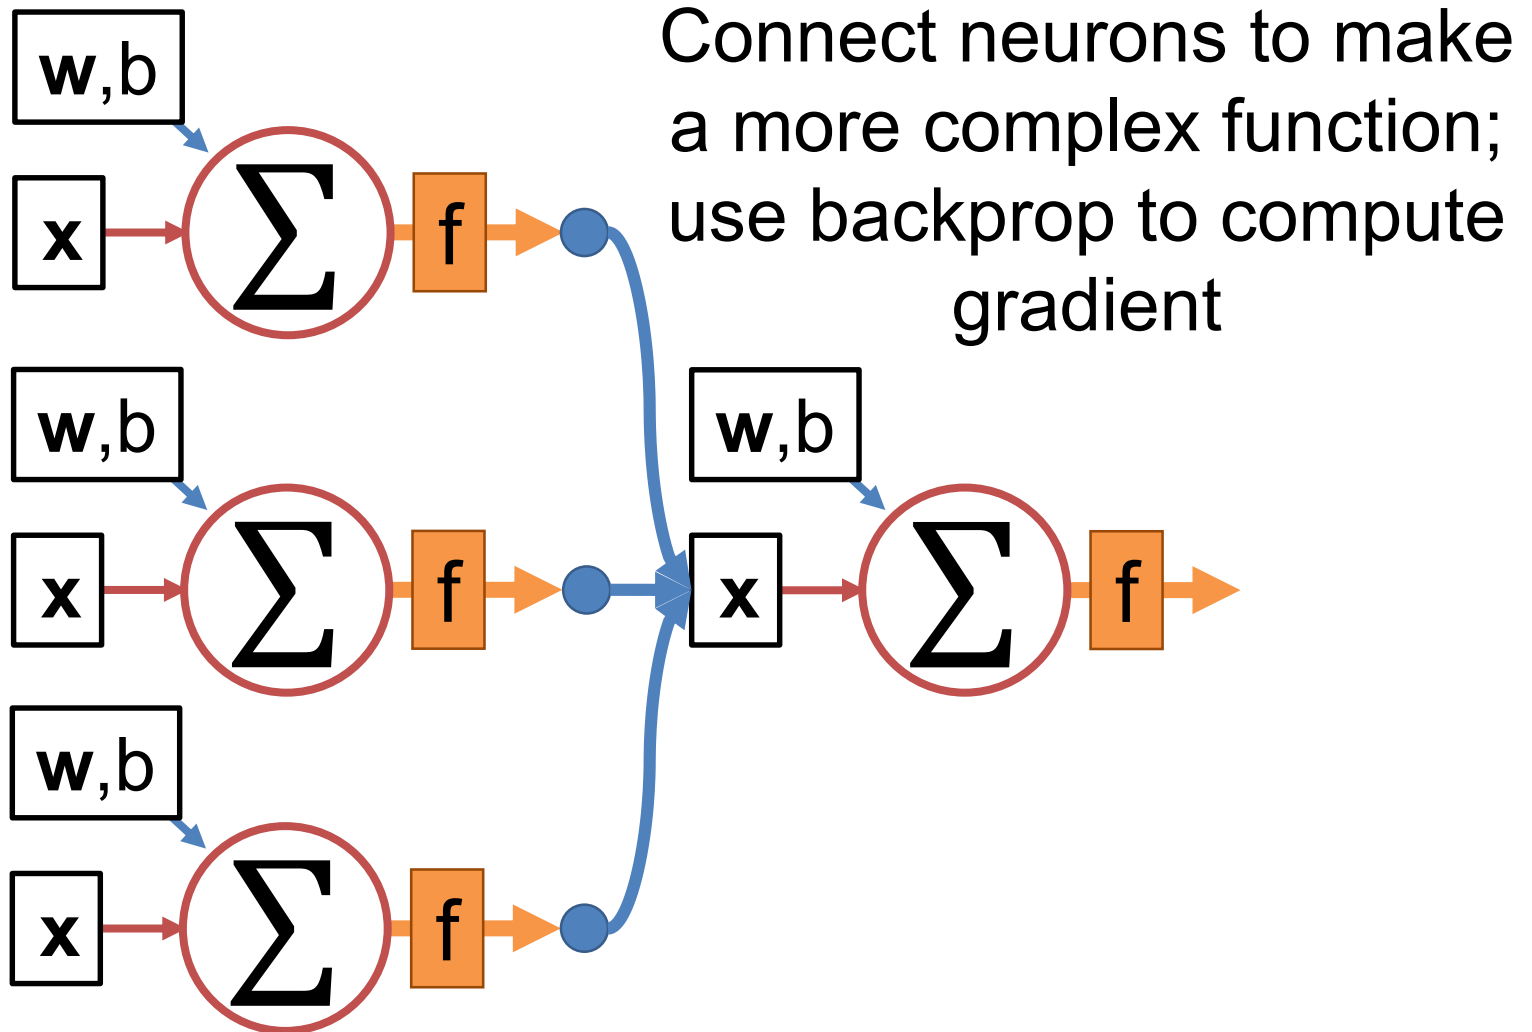 Connect neurons to make
a more complex function;
use backprop to compute
gradient
w,b
x
∑
f
w,b
x
∑
f
w,b
x
∑
f
w,b
x
∑
f